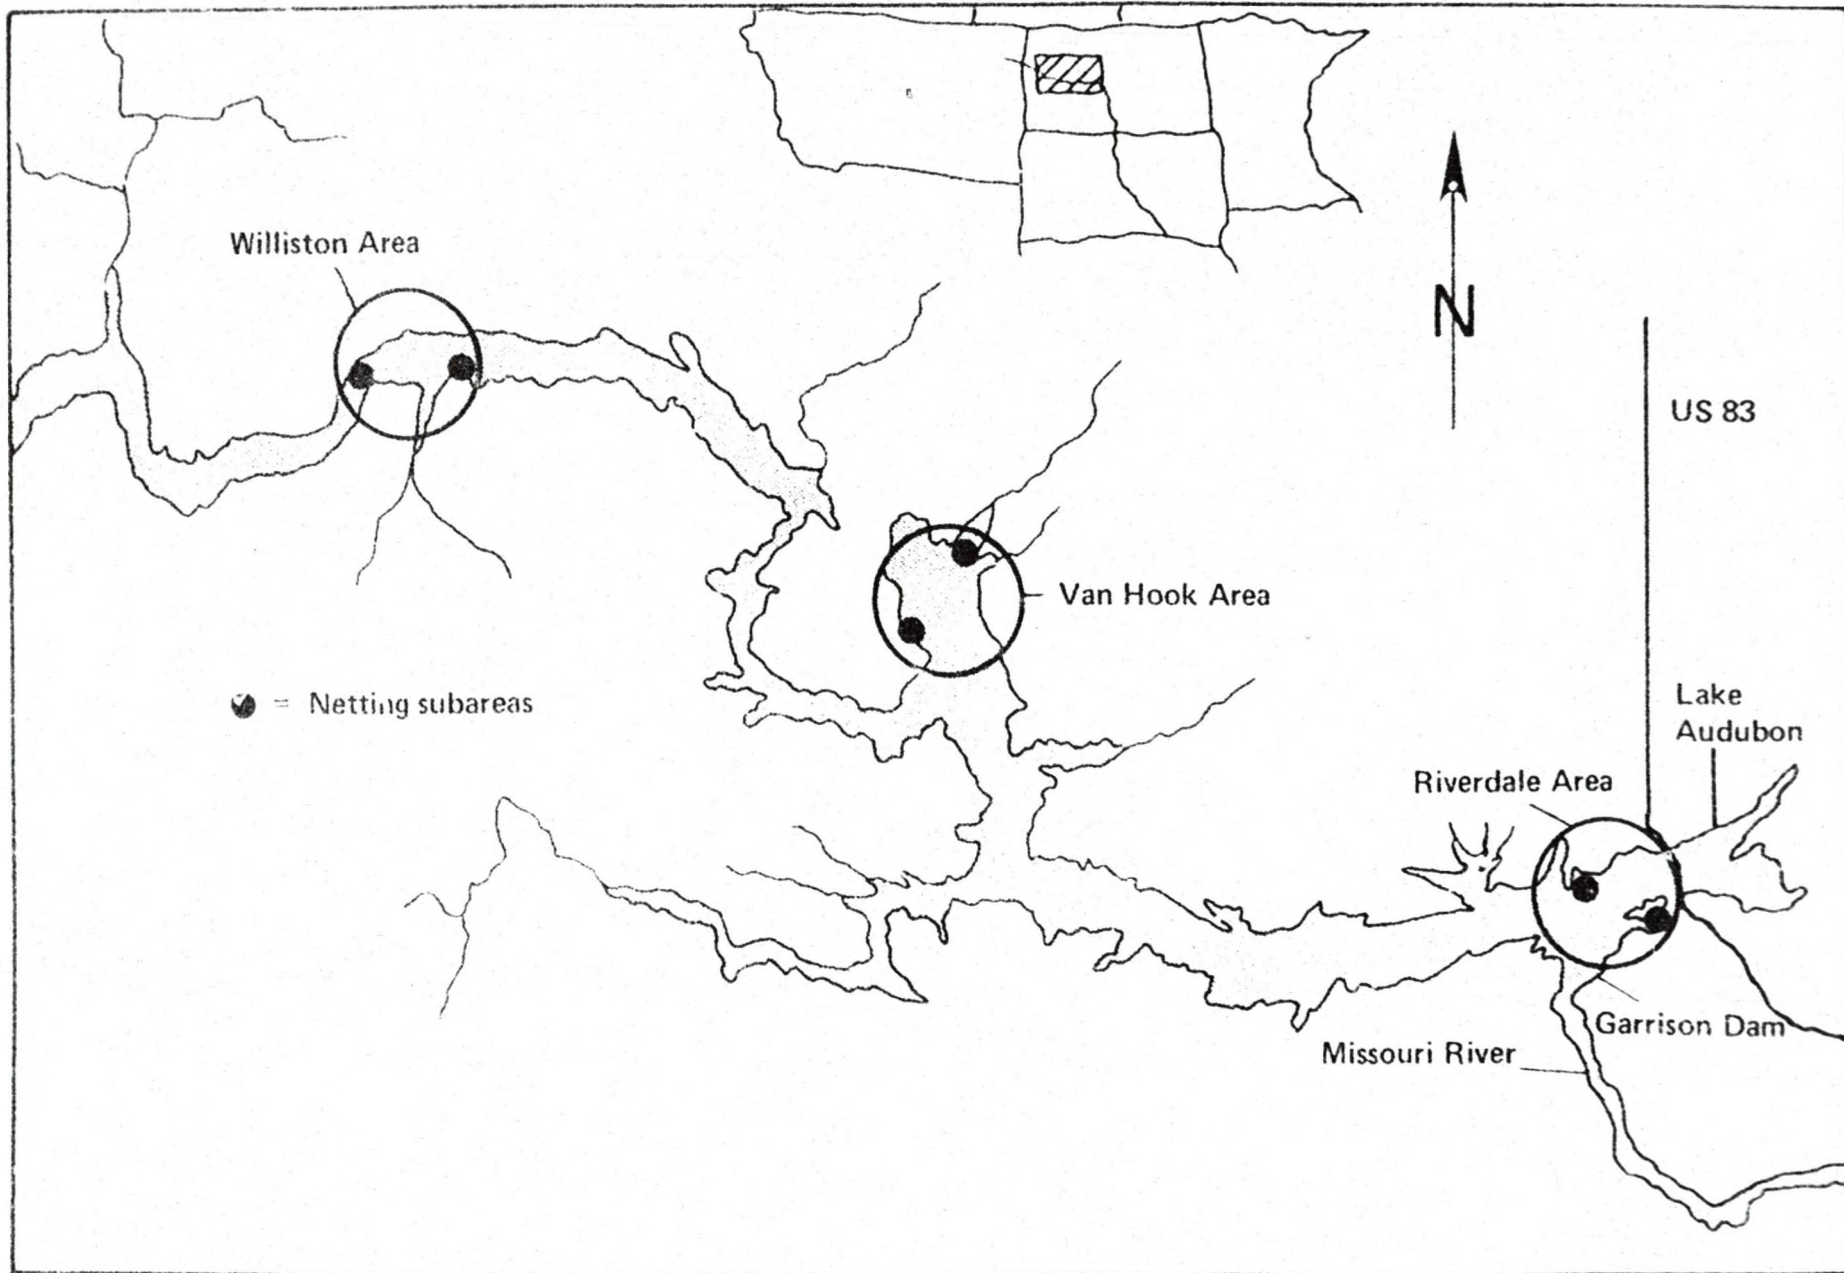 Williston Area
N
US 83
Van Hook Area
= Netting subareas
Lake
Audubon
Riverdale Area
Garrison Dam
Missouri River